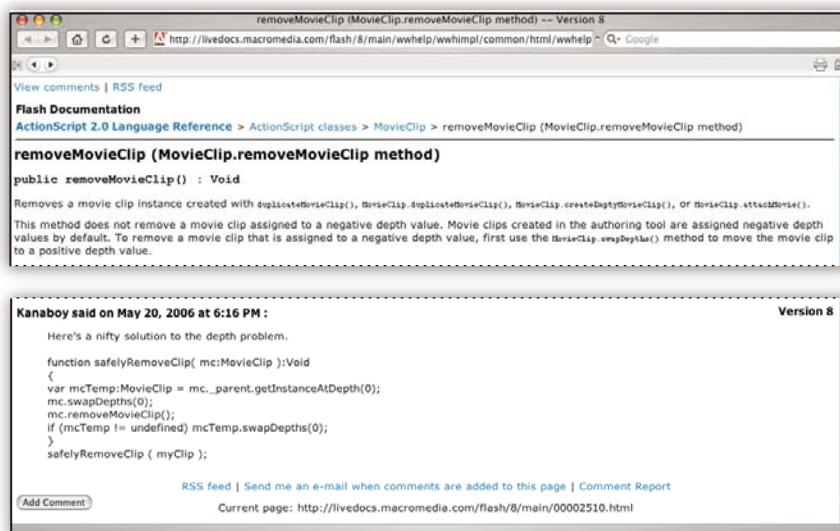 removeMovieClip (MovieClip.removeMovieClip method) -- Version 8
http://livedocs.macromedia.com/flash/8/main/wwhelp/wwhimpl/common/html/wwhelp
Q- Google
View comments | RSS feed
Flash Documentation
ActionScript 2.0 Language Reference > ActionScript classes > MovieClip > removeMovieClip (MovieClip.removeMovieClip method)
removeMovieClip (MovieClip.removeMovieClip method)
public removeMovieClip() : Void
Removes a movie clip instance created with duplicateMovieClip(), MovieClip.duplicateMovieClip(), MovieClip.createEmptyMovieClip(), or MovieClip.attachMovie().
This method does not remove a movie clip assigned to a negative depth value. Movie clips created in the authoring tool are assigned negative depth
values by default. To remove a movie clip that is assigned to a negative depth value, first use the MovieClip.swapDepths() method to move the movie clip
to a positive depth value.
Kanaboy said on May 20, 2006 at 6:16 PM :
Version 8
Here's a nifty solution to the depth problem.
function safelyRemoveClip( mc:MovieClip ):Void
{
var mcTemp:MovieClip = mc._parent.getInstanceAtDepth(0);
mc.swapDepths(0);
mc.removeMovieClip();
if (mcTemp != undefined) mcTemp.swapDepths(0);
}
safelyRemoveClip ( myClip );
RSS feed | Send me an e-mail when comments are added to this page | Comment Report
Add Comment
Current page: http://livedocs.macromedia.com/flash/8/main/00002510.html